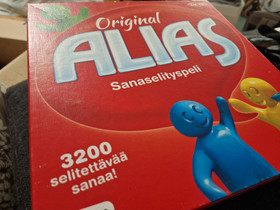 Original
ALIAS
Sanaselityspeli
3200
selitettävää
sanaa!